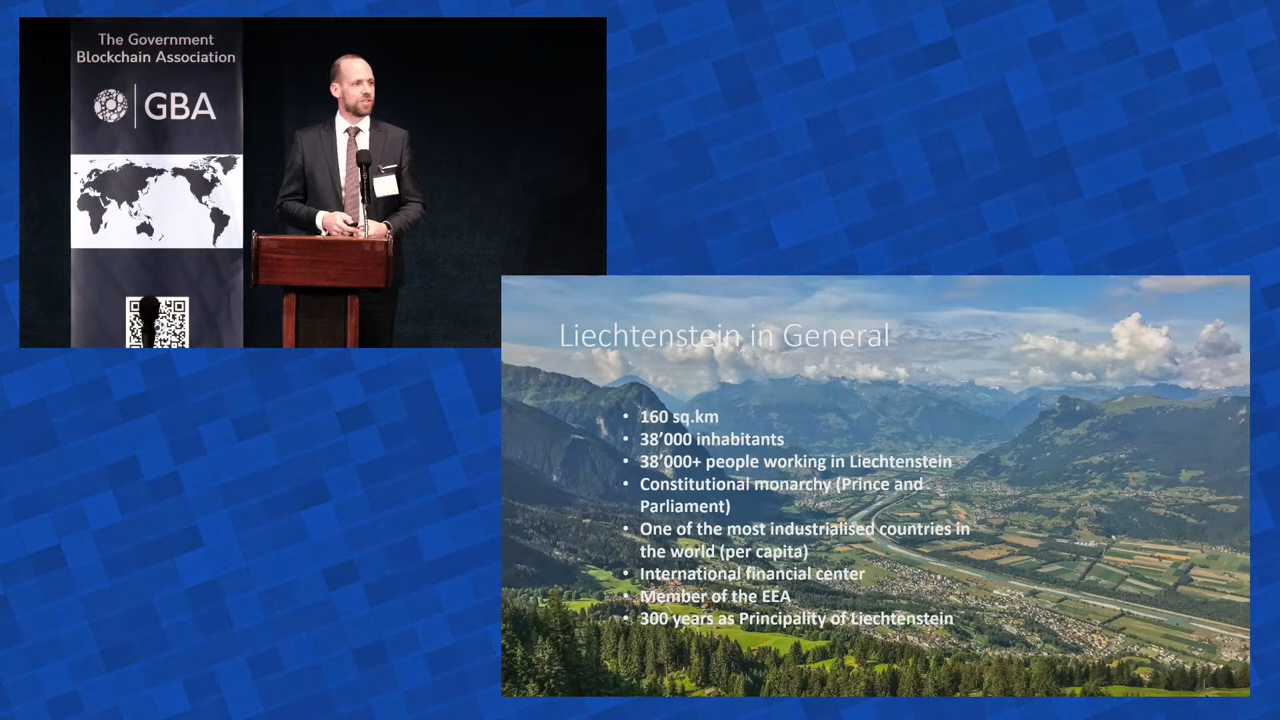 The Government
Blockchain Association
GBA
Liechtenstein in General
• 160 sq.km
• 38’000 inhabitants
• 38’000+ people working in Liechtenstein
• Constitutional monarchy (Prince and
Parliament)
• One of the most industrialised countries in
the world (per capita)
• International financial center
• Member of the EEA
• 300 years as Principality of Liechtenstein